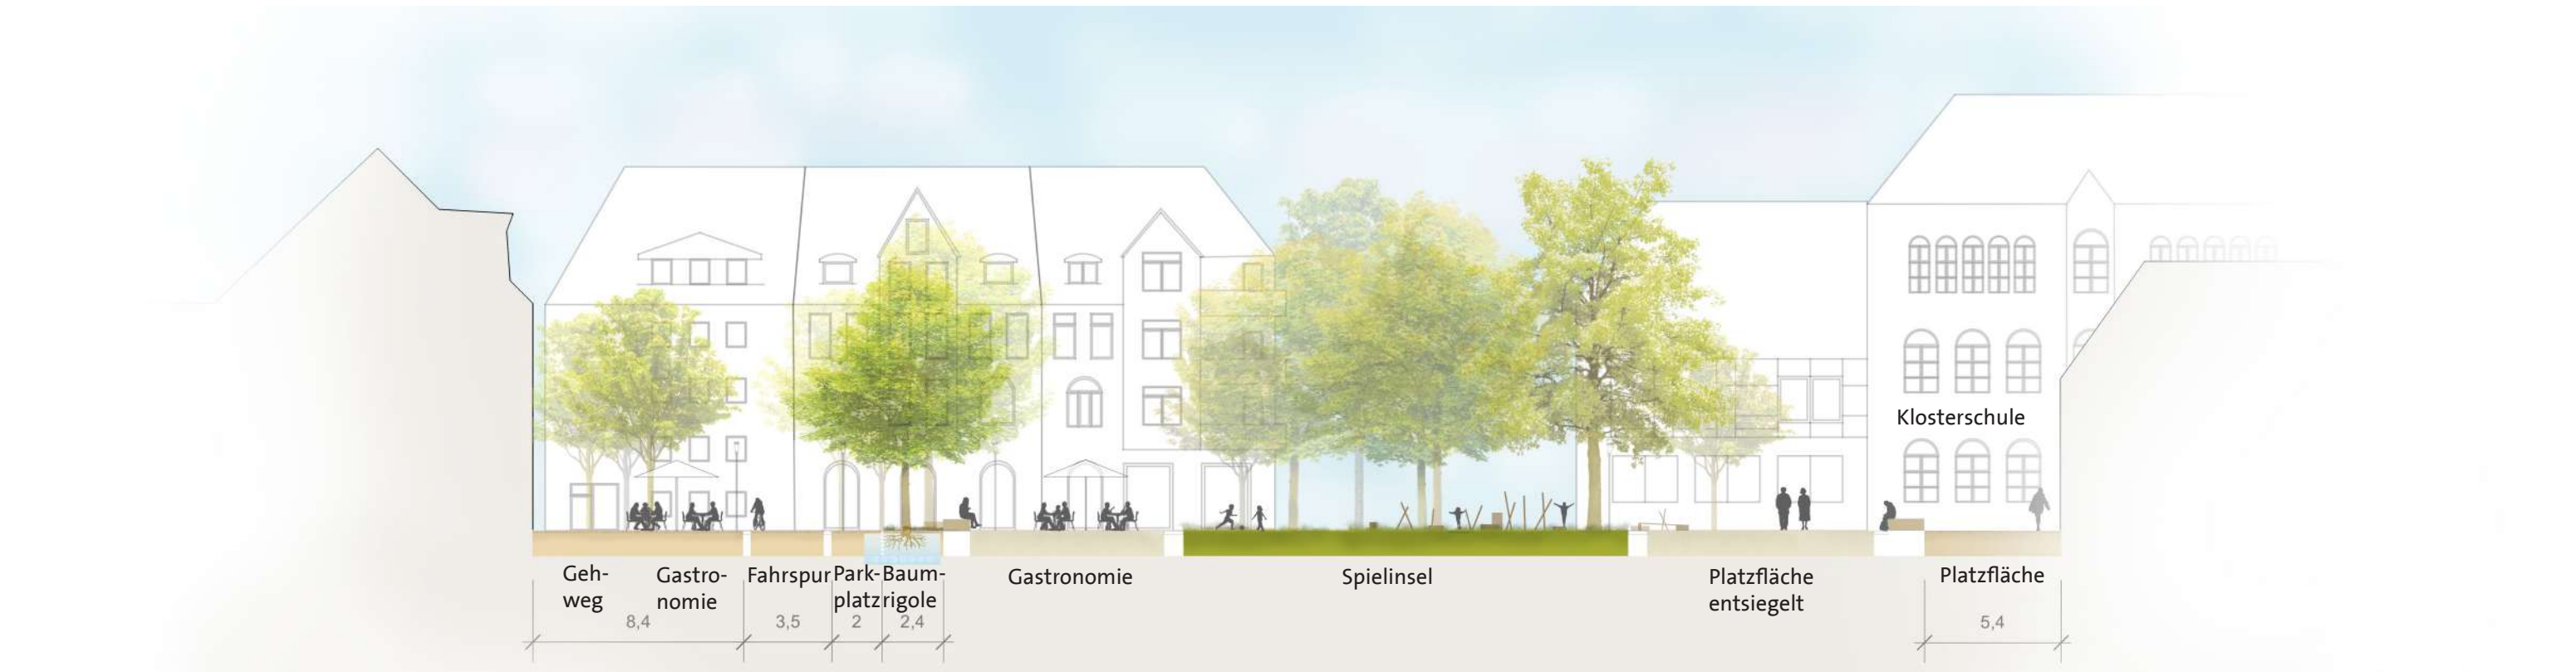 Klosterschule
Geh-
weg
Gastro-
nomie
Fahrspur
Park-
platz
Baum-
rigole
Gastronomie
Spielinsel
Platzfläche
entsiegelt
Platzfläche
8,4
3,5
2
2,4
5,4